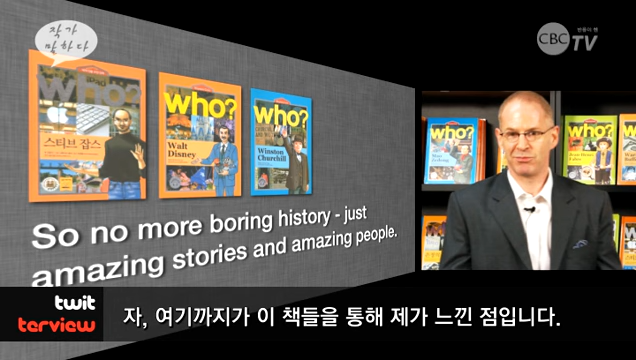 작가
말하다
CBC TV
who?
스티브 잡스
who?
Walt
Disney
who?
Winston
Churchill
who?
who?
So no more boring history - just
amazing stories and amazing people.
twit
terview
자, 여기까지가 이 책들을 통해 제가 느낀 점입니다.